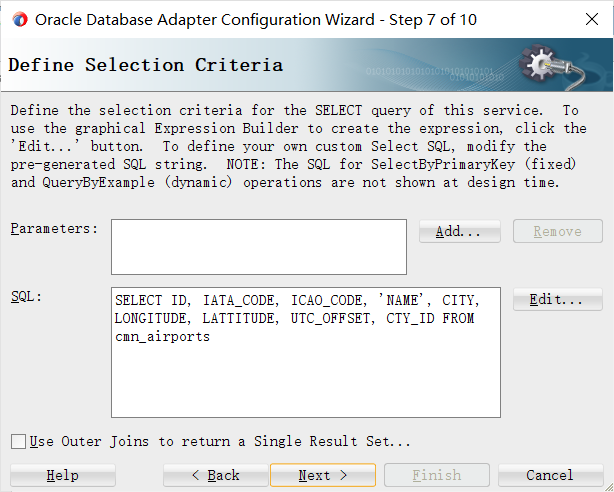 Oracle Database Adapter Configuration Wizard - Step 7 of 10
Define Selection Criteria
Define the selection criteria for the SELECT query of this service. To
use the graphical Expression Builder to create the expression, click the
'Edit...' button. To define your own custom Select SQL, modify the
pre-generated SQL string. NOTE: The SQL for SelectByPrimaryKey (fixed)
and QueryByExample (dynamic) operations are not shown at design time.
Parameters:
Add...
Remove
SQL:
SELECT ID, IATA_CODE, ICAO_CODE, 'NAME', CITY,
LONGITUDE, LATTITUDE, UTC_OFFSET, CTY_ID FROM
cmn_airports
Edit...
Use Outer Joins to return a Single Result Set...
Help
< Back
Next >
Finish
Cancel